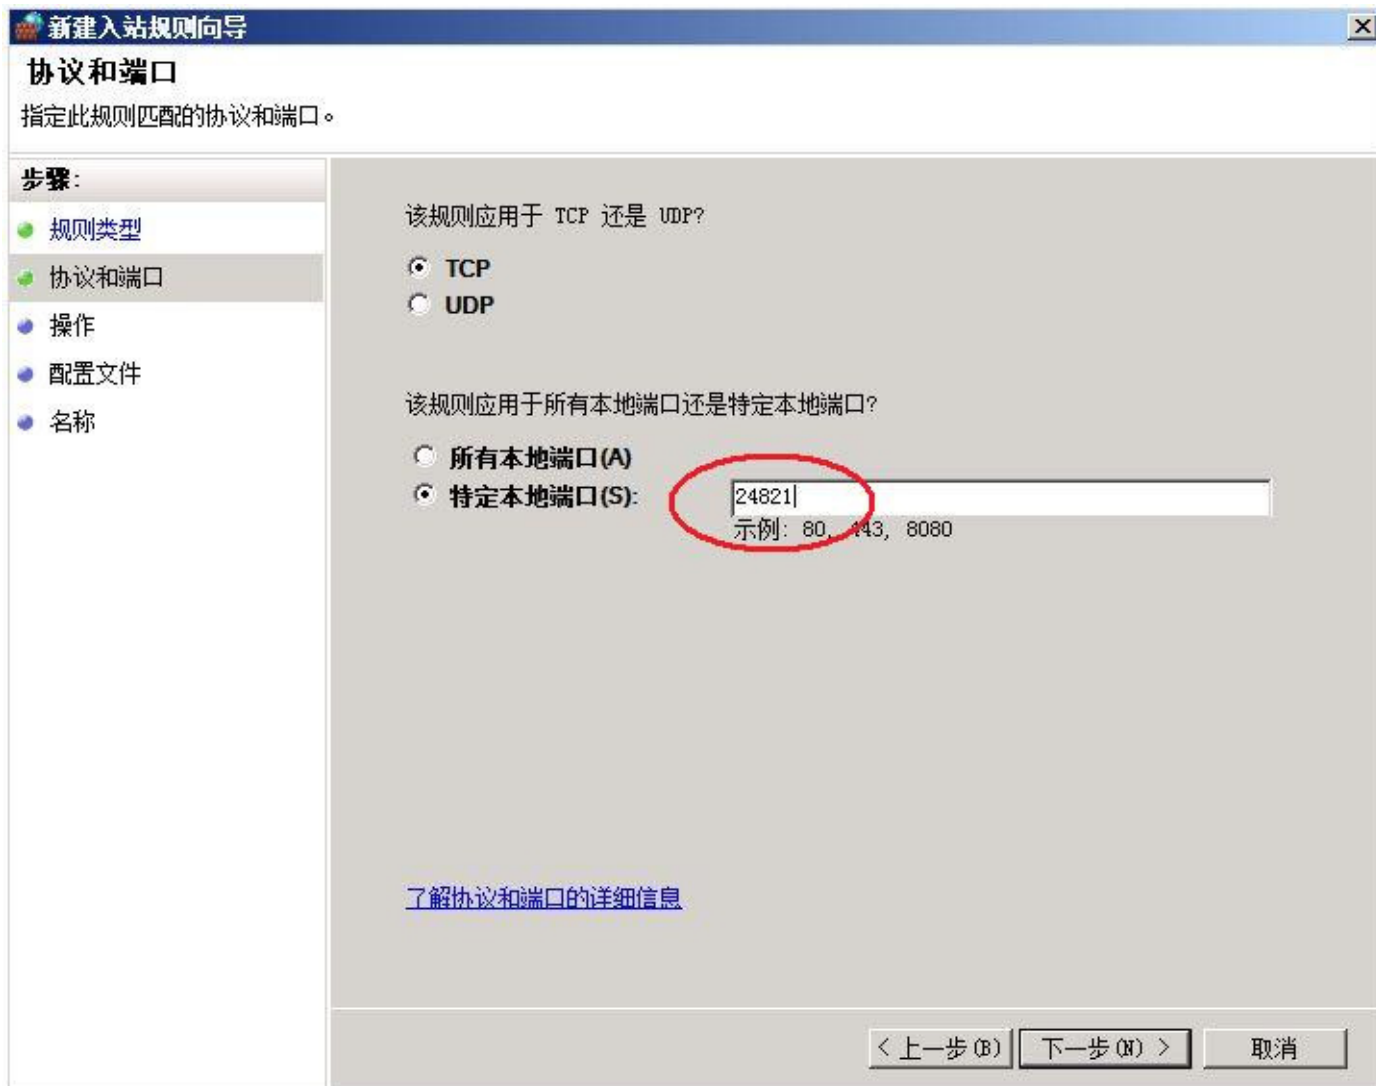 新建入站规则向导
协议和端口
指定此规则匹配的协议和端口。
步骤:
规则类型
协议和端口
操作
配置文件
名称
该规则应用于 TCP 还是 UDP?
TCP
UDP
该规则应用于所有本地端口还是特定本地端口?
所有本地端口(A)
特定本地端口(S):
24821
示例: 80, 443, 8080
了解协议和端口的详细信息
< 上一步(B)
下一步(N) >
取消